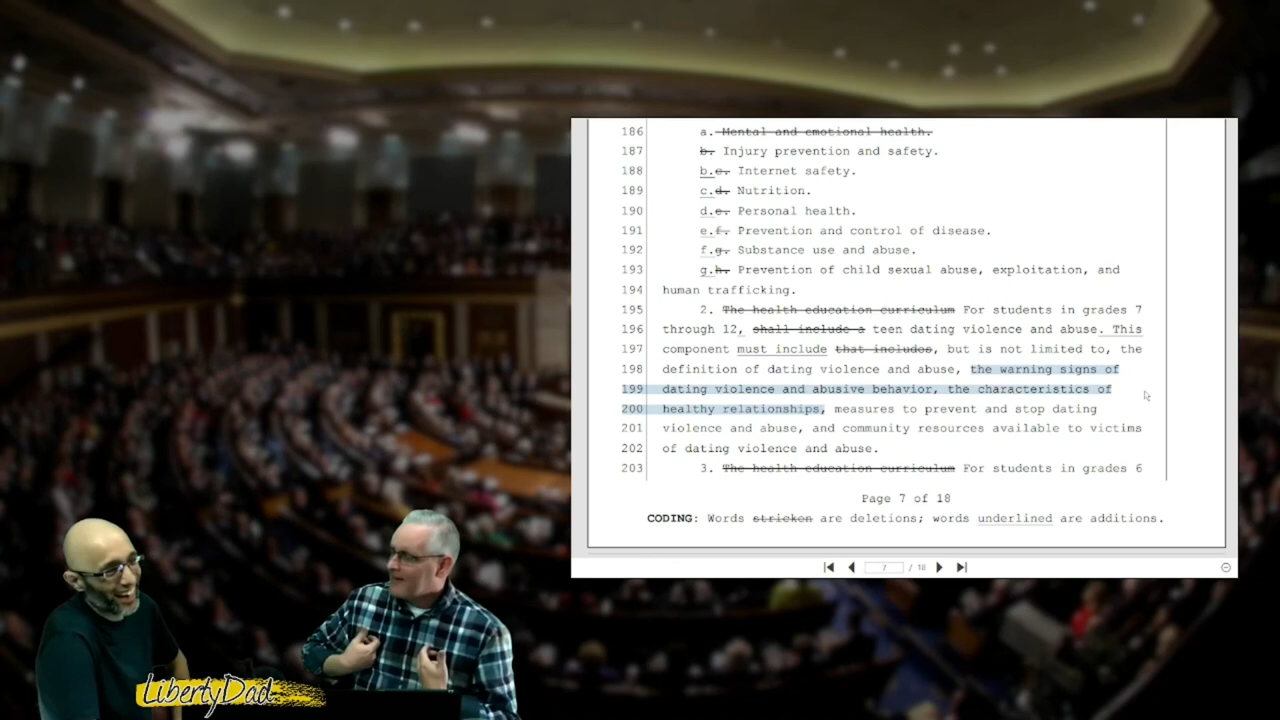 186 a. Mental and emotional health.
187 b. Injury prevention and safety.
188 b.c. Internet safety.
189 c.d. Nutrition.
190 d.e. Personal health.
191 e.f. Prevention and control of disease.
192 f.g. Substance use and abuse.
193 g.h. Prevention of child sexual abuse, exploitation, and
194 human trafficking.
195 2. The health education curriculum For students in grades 7
196 through 12, shall include a teen dating violence and abuse. This
197 component must include that includes, but is not limited to, the
198 definition of dating violence and abuse, the warning signs of
199 dating violence and abusive behavior, the characteristics of
200 healthy relationships, measures to prevent and stop dating
201 violence and abuse, and community resources available to victims
202 of dating violence and abuse.
203 3. The health education curriculum For students in grades 6
Page 7 of 18
CODING: Words stricken are deletions; words underlined are additions.
7 / 18
LibertyDad